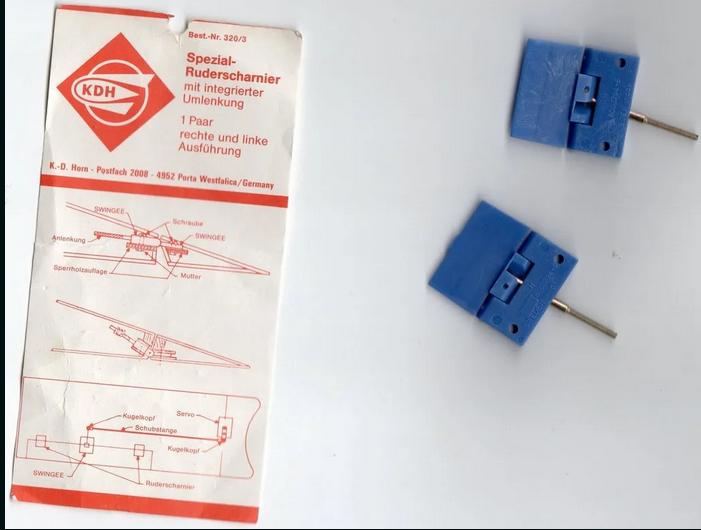 Best.-Nr. 320/3
KDH
Spezial-
Ruderscharnier
mit integrierter
Umlenkung
1 Paar
rechte und linke
Ausführung
K.-D. Horn - Postfach 2008 - 4952 Porta Westfalica/Germany
SWINGEE
Schraube
SWINGEE
Anlenkung
Sperrholzauflage
Mutter
Kugelkopf
Servo
Schubstange
Kugelkopf
SWINGEE
Ruderscharnier